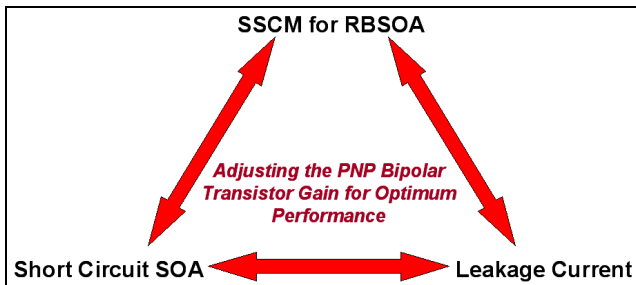 SSCM for RBSOA
Adjusting the PNP Bipolar
Transistor Gain for Optimum
Performance
Short Circuit SOA
Leakage Current